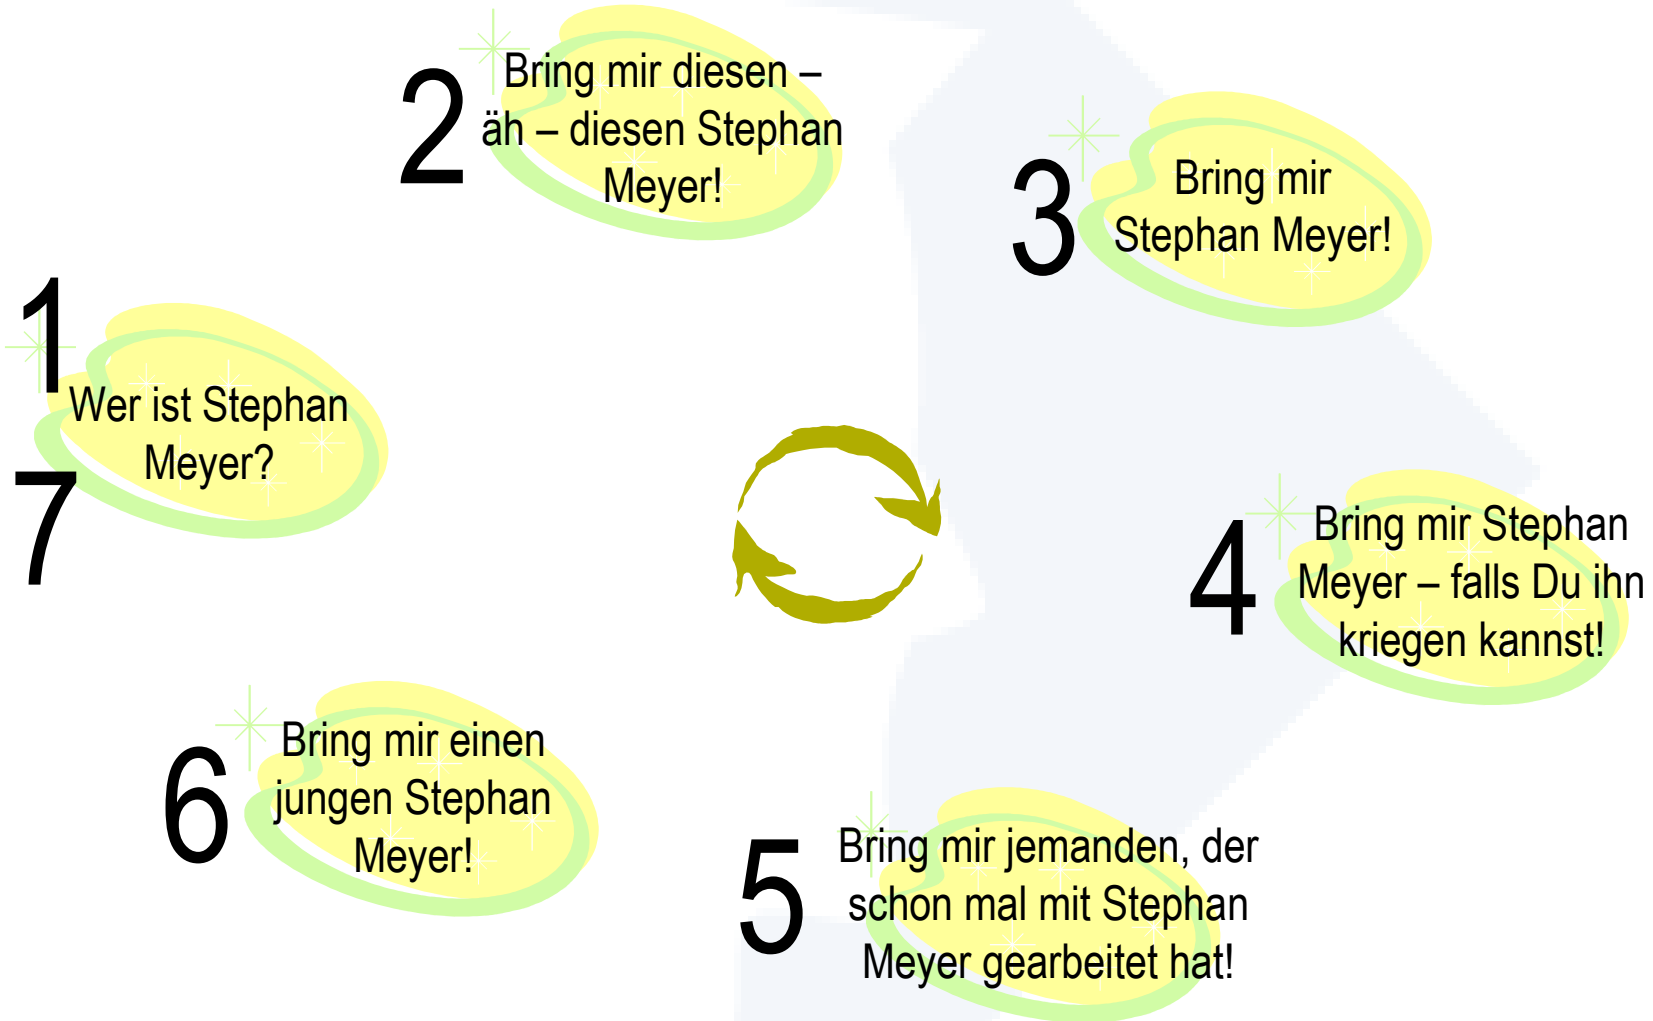 1
Wer ist Stephan
Meyer?
7
2
Bring mir diesen –
äh – diesen Stephan
Meyer!
3
Bring mir
Stephan Meyer!
4
Bring mir Stephan
Meyer – falls Du ihn
kriegen kannst!
5
Bring mir jemanden, der
schon mal mit Stephan
Meyer gearbeitet hat!
6
Bring mir einen
jungen Stephan
Meyer!